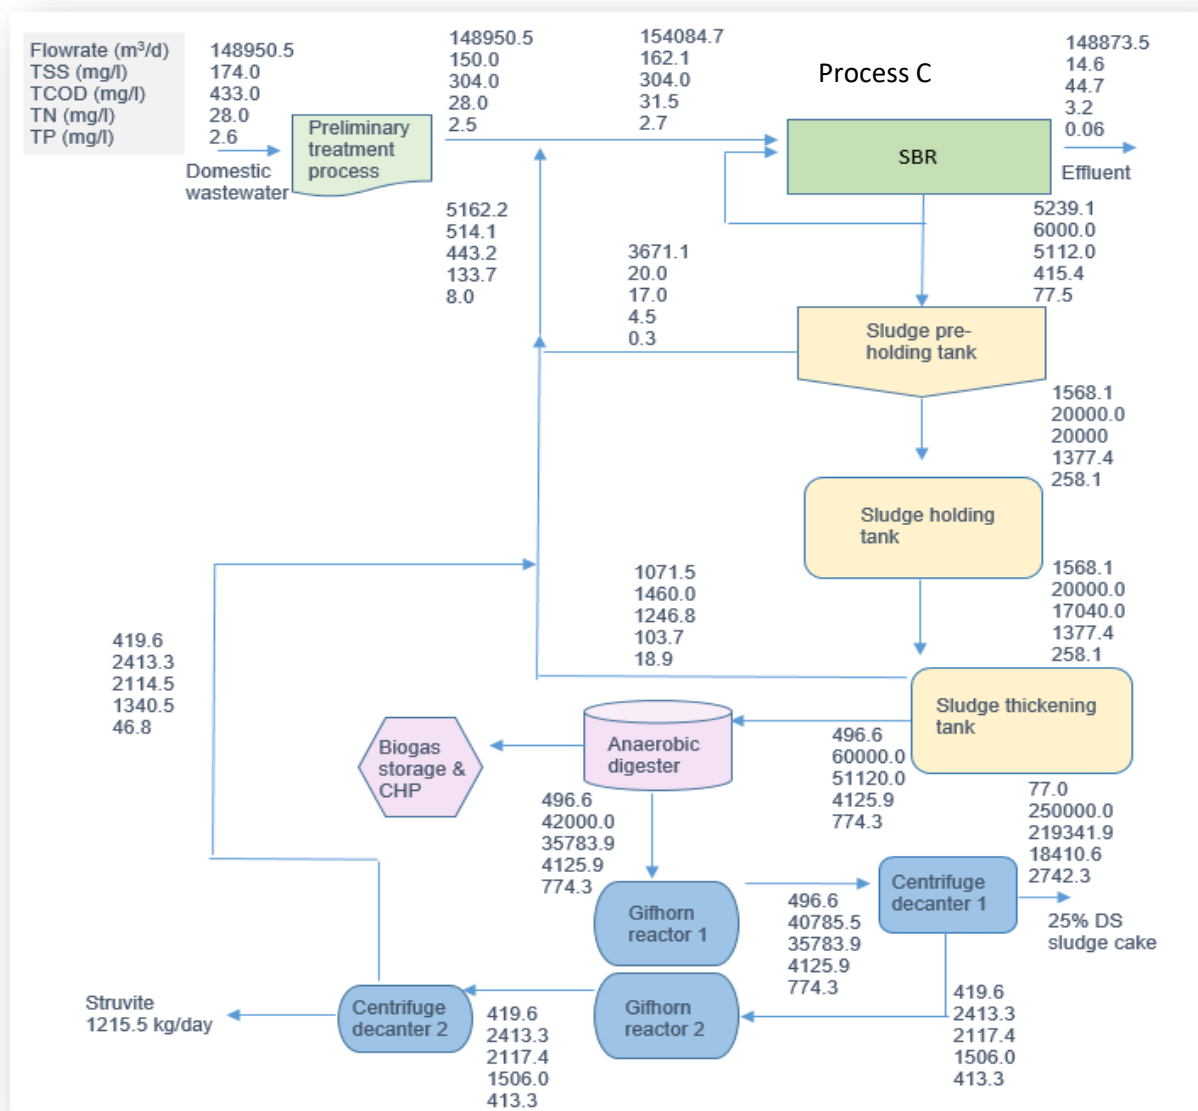 Flowrate (m³/d)
TSS (mg/l)
TCOD (mg/l)
TN (mg/l)
TP (mg/l)
148950.5
174.0
433.0
28.0
2.6
Domestic
wastewater
Preliminary
treatment
process
148950.5
150.0
304.0
28.0
2.5
154084.7
162.1
304.0
31.5
2.7
Process C
SBR
148873.5
14.6
44.7
3.2
0.06
Effluent
5162.2
514.1
443.2
133.7
8.0
3671.1
20.0
17.0
4.5
0.3
5239.1
6000.0
5112.0
415.4
77.5
Sludge pre-
holding tank
1568.1
20000.0
20000
1377.4
258.1
Sludge holding
tank
1568.1
20000.0
17040.0
1377.4
258.1
1071.5
1460.0
1246.8
103.7
18.9
419.6
2413.3
2114.5
1340.5
46.8
Sludge thickening
tank
496.6
60000.0
51120.0
4125.9
774.3
Anaerobic
digester
Biogas
storage &
CHP
496.6
42000.0
35783.9
4125.9
774.3
77.0
250000.0
219341.9
18410.6
2742.3
Gifhorn
reactor 1
496.6
40785.5
35783.9
4125.9
774.3
Centrifuge
decanter 1
25% DS
sludge cake
419.6
2413.3
2117.4
1506.0
413.3
Gifhorn
reactor 2
419.6
2413.3
2117.4
1506.0
413.3
Centrifuge
decanter 2
Struvite
1215.5 kg/day